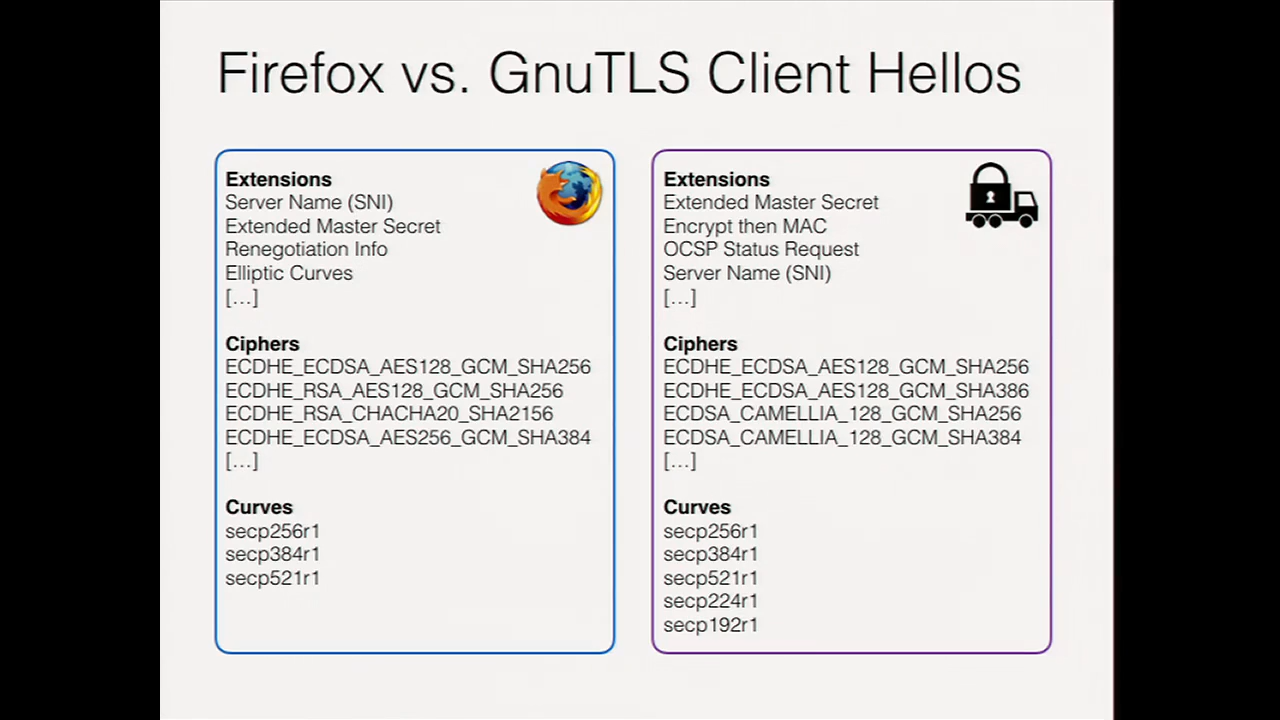 Firefox vs. GnuTLS Client Hellos
Extensions
Server Name (SNI)
Extended Master Secret
Renegotiation Info
Elliptic Curves
[…]
Ciphers
ECDHE_ECDSA_AES128_GCM_SHA256
ECDHE_RSA_AES128_GCM_SHA256
ECDHE_RSA_CHACHA20_SHA2156
ECDHE_ECDSA_AES256_GCM_SHA384
[…]
Curves
secp256r1
secp384r1
secp521r1
Extensions
Extended Master Secret
Encrypt then MAC
OCSP Status Request
Server Name (SNI)
[…]
Ciphers
ECDHE_ECDSA_AES128_GCM_SHA256
ECDHE_ECDSA_AES128_GCM_SHA386
ECDSA_CAMELLIA_128_GCM_SHA256
ECDSA_CAMELLIA_128_GCM_SHA384
[…]
Curves
secp256r1
secp384r1
secp521r1
secp224r1
secp192r1